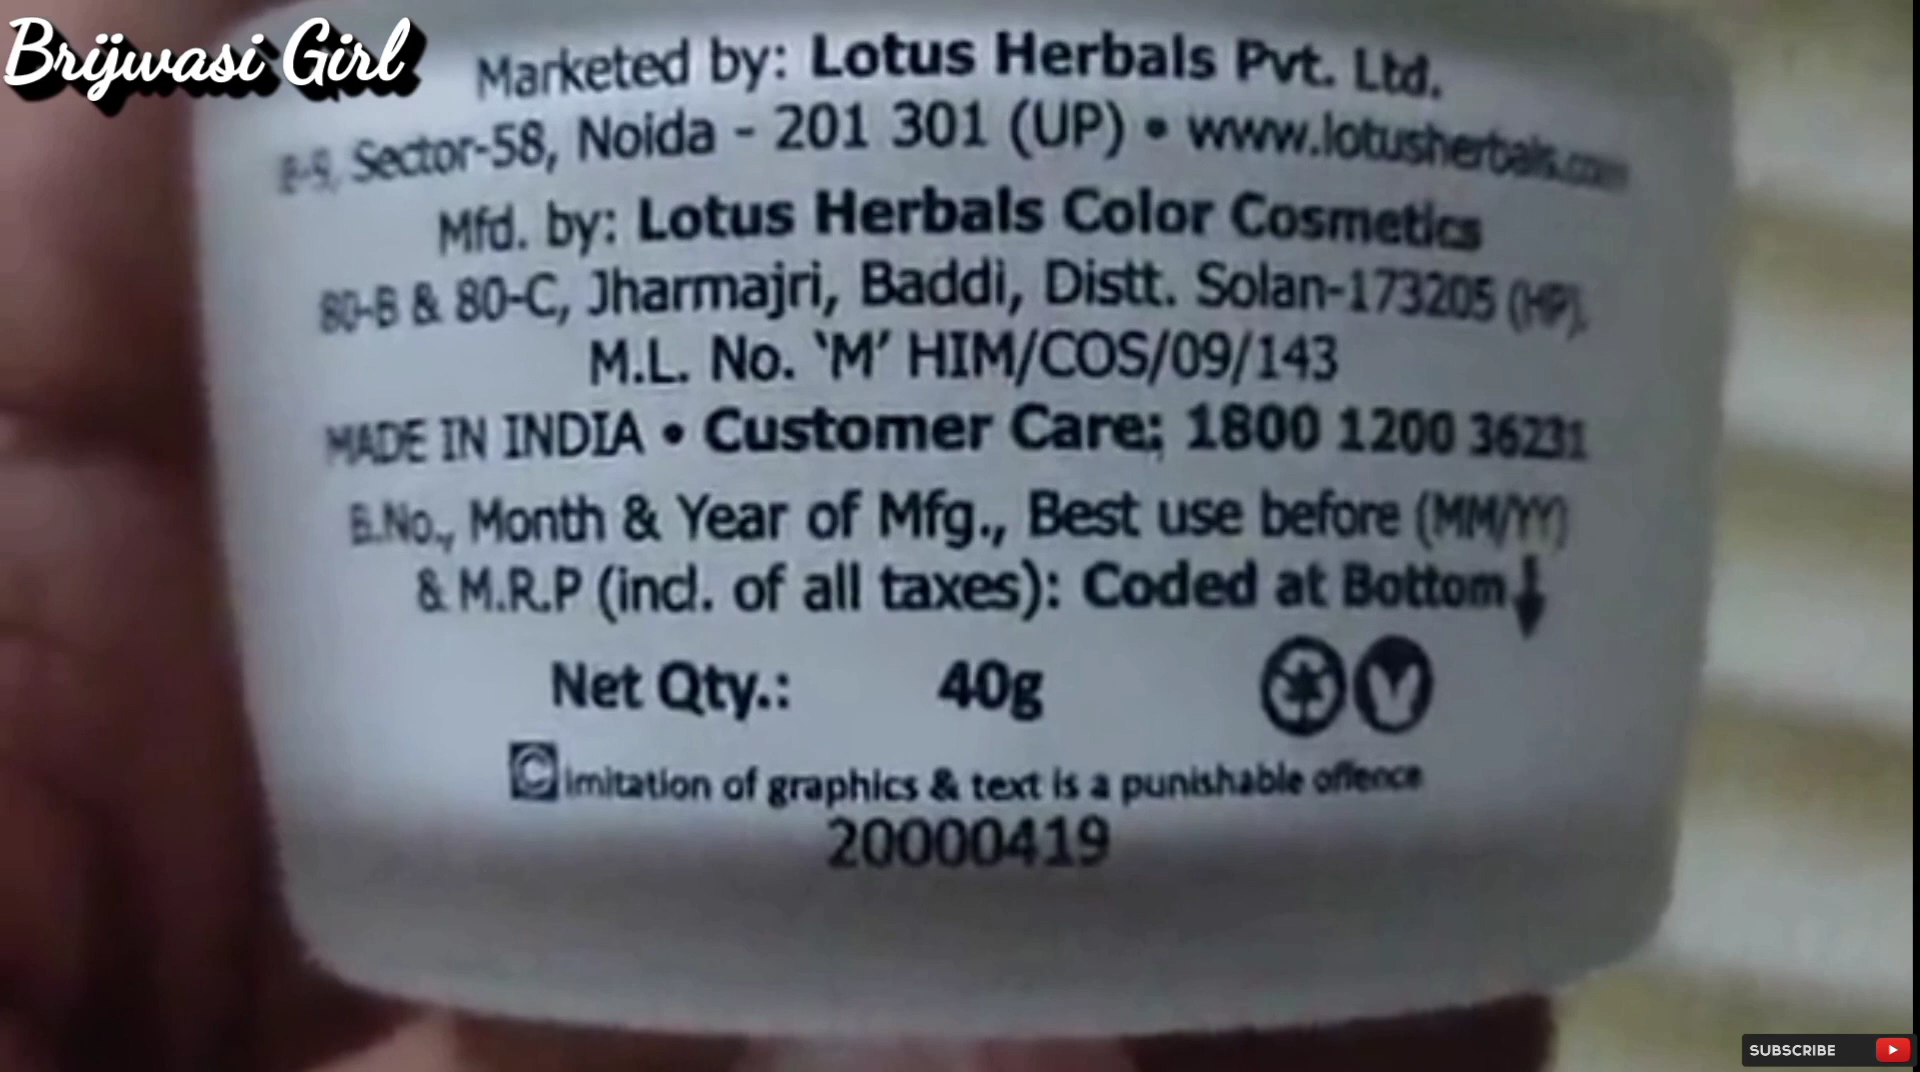 Brijwasi Girl
Marketed by: Lotus Herbals Pvt. Ltd.
Sector-58, Noida - 201 301 (UP) • www.lotusherbals.com
Mfd. by: Lotus Herbals Color Cosmetics
80-B & 80-C, Jharmajri, Baddi, Distt. Solan-173205 (HP).
M.L. No. 'M' HIM/COS/09/143
MADE IN INDIA • Customer Care: 1800 1200 36231
B.No., Month & Year of Mfg., Best use before (MM/YY)
& M.R.P (incl. of all taxes): Coded at Bottom
Net Qty.: 40g
© imitation of graphics & text is a punishable offence
20000419
SUBSCRIBE